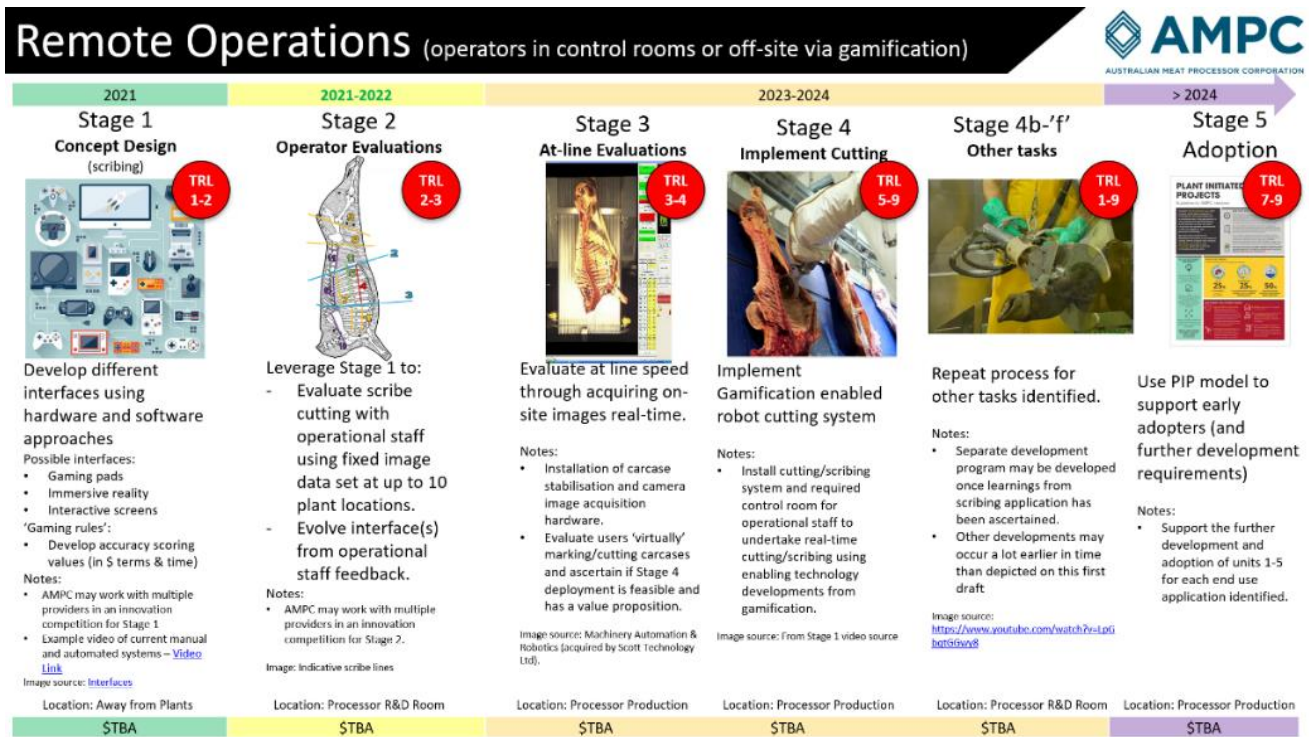 Remote Operations (operators in control rooms or off-site via gamification)
AMPC
AUSTRALIAN MEAT PROCESSOR CORPORATION
2021
2021-2022
2023-2024
> 2024
Stage 1
Concept Design
(scribing)
TRL
1-2
Develop different
interfaces using
hardware and software
approaches
Possible interfaces:
• Gaming pads
• Immersive reality
• Interactive screens
'Gaming rules':
• Develop accuracy scoring
values (in $ terms & time)
Notes:
• AMPC may work with multiple
providers in an innovation
competition for Stage 1
• Example video of current manual
and automated systems – Video
Link
Image source: Interfaces
Location: Away from Plants
$TBA
Stage 2
Operator Evaluations
TRL
2-3
2
3
Leverage Stage 1 to:
- Evaluate scribe
cutting with
operational staff
using fixed image
data set at up to 10
plant locations.
- Evolve interface(s)
from operational
staff feedback.
Notes:
• AMPC may work with multiple
providers in an innovation
competition for Stage 2.
Image: Indicative scribe lines
Location: Processor R&D Room
$TBA
Stage 3
At-line Evaluations
TRL
3-4
Evaluate at line speed
through acquiring on-
site images real-time.
Notes:
• Installation of carcase
stabilisation and camera
image acquisition
hardware.
• Evaluate users 'virtually'
marking/cutting carcases
and ascertain if Stage 4
deployment is feasible and
has a value proposition.
Image source: Machinery Automation &
Robotics (acquired by Scott Technology
Ltd).
Location: Processor Production
$TBA
Stage 4
Implement Cutting
TRL
5-9
Implement
Gamification enabled
robot cutting system
Notes:
• Install cutting/scribing
system and required
control room for
operational staff to
undertake real-time
cutting/scribing using
enabling technology
developments from
gamification.
Image source: From Stage 1 video source
Location: Processor Production
$TBA
Stage 4b-'f'
Other tasks
TRL
1-9
Repeat process for
other tasks identified.
Notes:
• Separate development
program may be developed
once learnings from
scribing application has
been ascertained.
• Other developments may
occur a lot earlier in time
than depicted on this first
draft
Image source:
Location: Processor R&D Room
$TBA
Stage 5
Adoption
TRL
7-9
PLANT INITIATED
PROJECTS
25%
25%
50%
Use PIP model to
support early
adopters (and
further development
requirements)
Notes:
• Support the further
development and
adoption of units 1-5
for each end use
application identified.
Location: Processor Production
$TBA